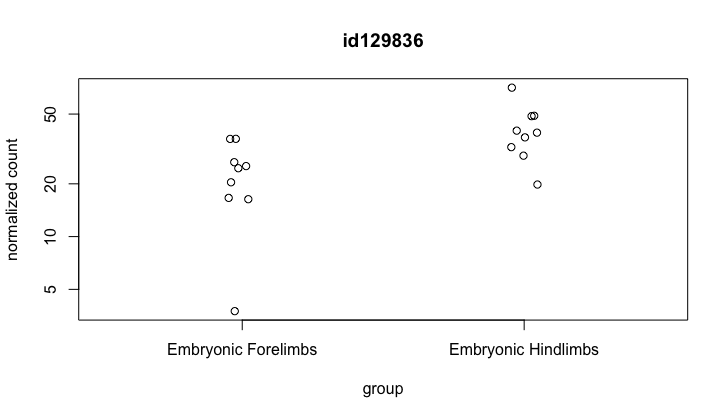 id129836
normalized count
50
20
10
5
Embryonic Forelimbs
Embryonic Hindlimbs
group